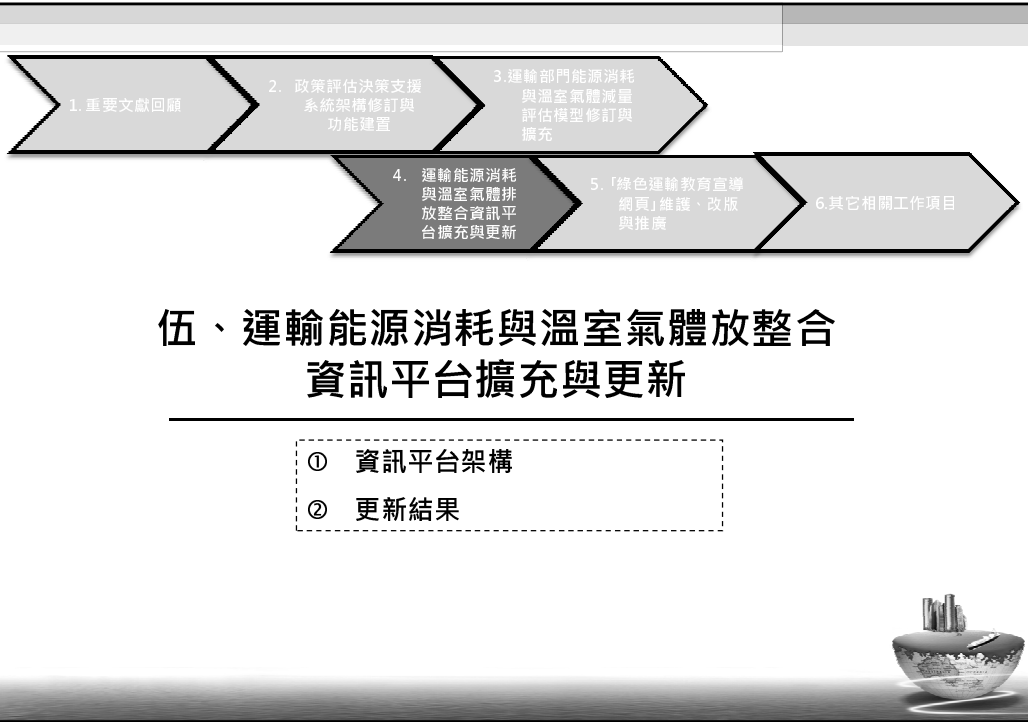 1. 重要文獻回顧
2. 政策評估決策支援
系統架構修訂與
功能建置
3.運輸部門能源消耗
與溫室氣體減量
評估模型修訂與
擴充
4. 運輸能源消耗
與溫室氣體排
放整合資訊平
台擴充與更新
5.「綠色運輸教育宣導
網頁」維護、改版
與推廣
6.其它相關工作項目
伍、運輸能源消耗與溫室氣體放整合
資訊平台擴充與更新
① 資訊平台架構
② 更新結果